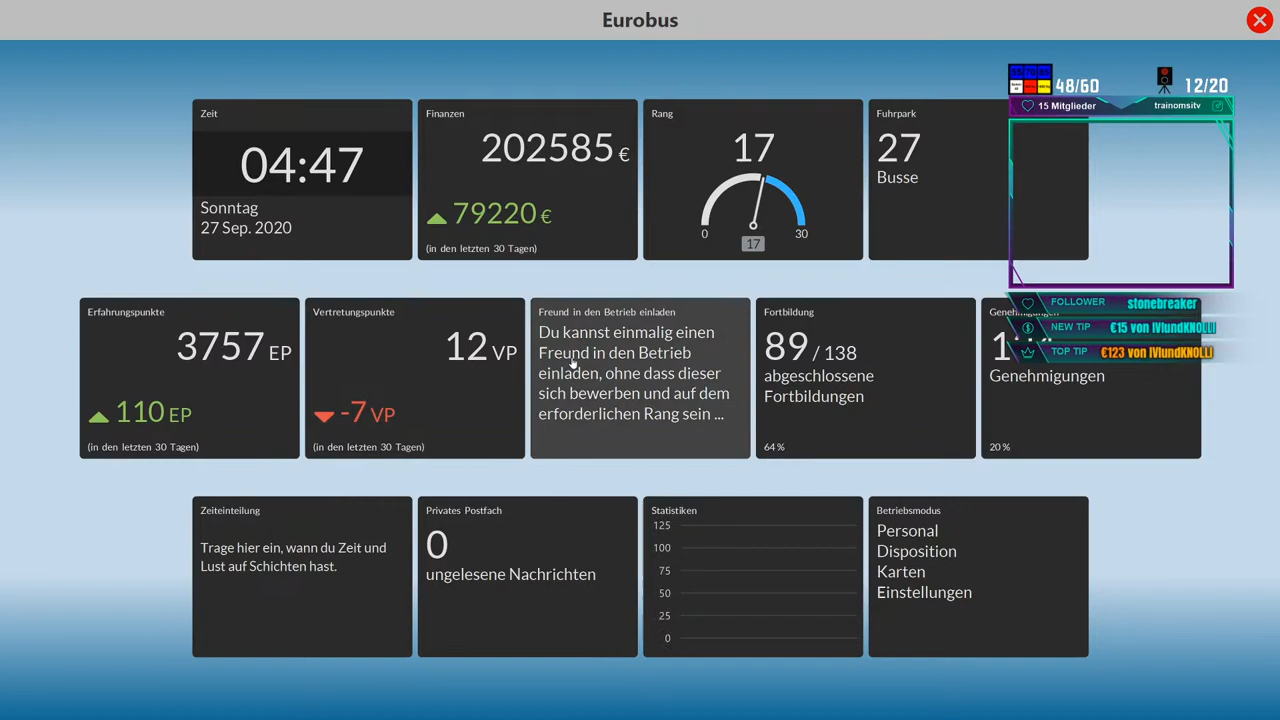 Eurobus
48/60
12/20
15 Mitglieder
trainomsitv
Zeit
04:47
Sonntag
27 Sep. 2020
Finanzen
202585 €
79220 €
(in den letzten 30 Tagen)
Rang
17
0
30
17
Fuhrpark
27
Busse
FOLLOWER stonebreaker
NEW TIP €15 von IVIundKNOLLI
TOP TIP €123 von IVIundKNOLLI
Erfahrungspunkte
3757 EP
110 EP
(in den letzten 30 Tagen)
Vertretungspunkte
12 VP
-7 VP
(in den letzten 30 Tagen)
Freund in den Betrieb einladen
Du kannst einmalig einen
Freund in den Betrieb
einladen, ohne dass dieser
sich bewerben und auf dem
erforderlichen Rang sein ...
Fortbildung
89 / 138
abgeschlossene
Fortbildungen
64 %
Genehmigungen
20 %
Zeiteinteilung
Trage hier ein, wann du Zeit und
Lust auf Schichten hast.
Privates Postfach
0
ungelesene Nachrichten
Statistiken
125
100
75
50
25
0
Betriebsmodus
Personal
Disposition
Karten
Einstellungen